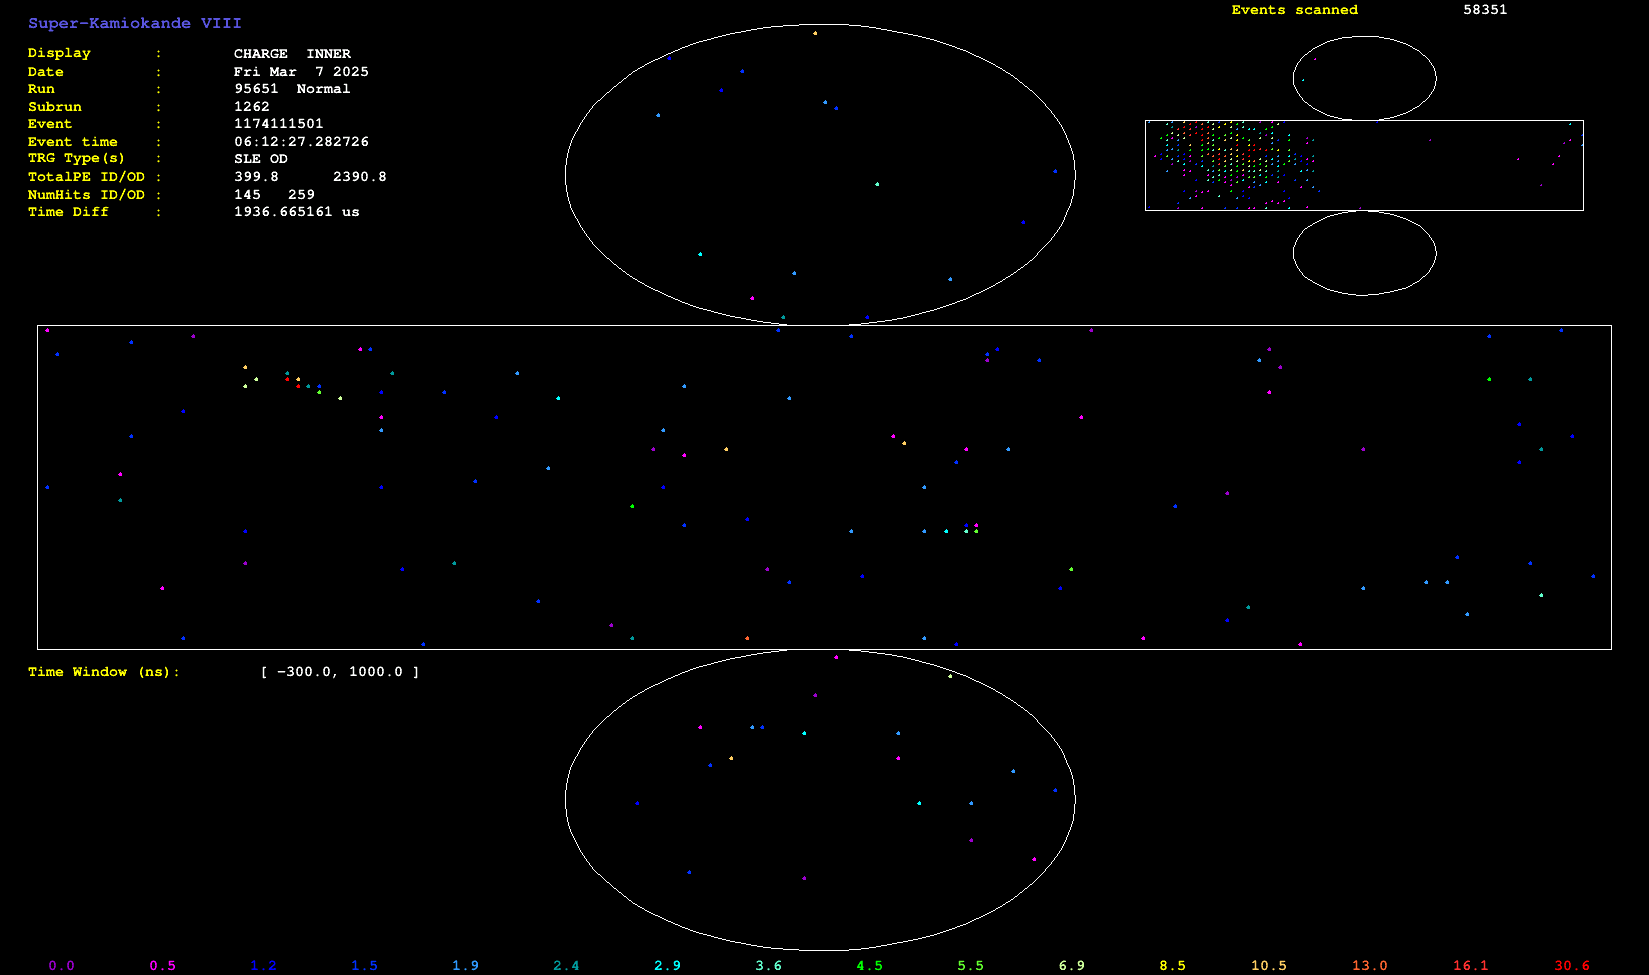 Super-Kamiokande VIII
Events scanned 58351
Display : CHARGE INNER
Date : Fri Mar 7 2025
Run : 95651 Normal
Subrun : 1262
Event : 1174111501
Event time : 06:12:27.282726
TRG Type(s) : SLE OD
TotalPE ID/OD : 399.8 2390.8
NumHits ID/OD : 145 259
Time Diff : 1936.665161 us
Time Window (ns): [ -300.0, 1000.0 ]
0.0 0.5 1.2 1.5 1.9 2.4 2.9 3.6 4.5 5.5 6.9 8.5 10.5 13.0 16.1 30.6